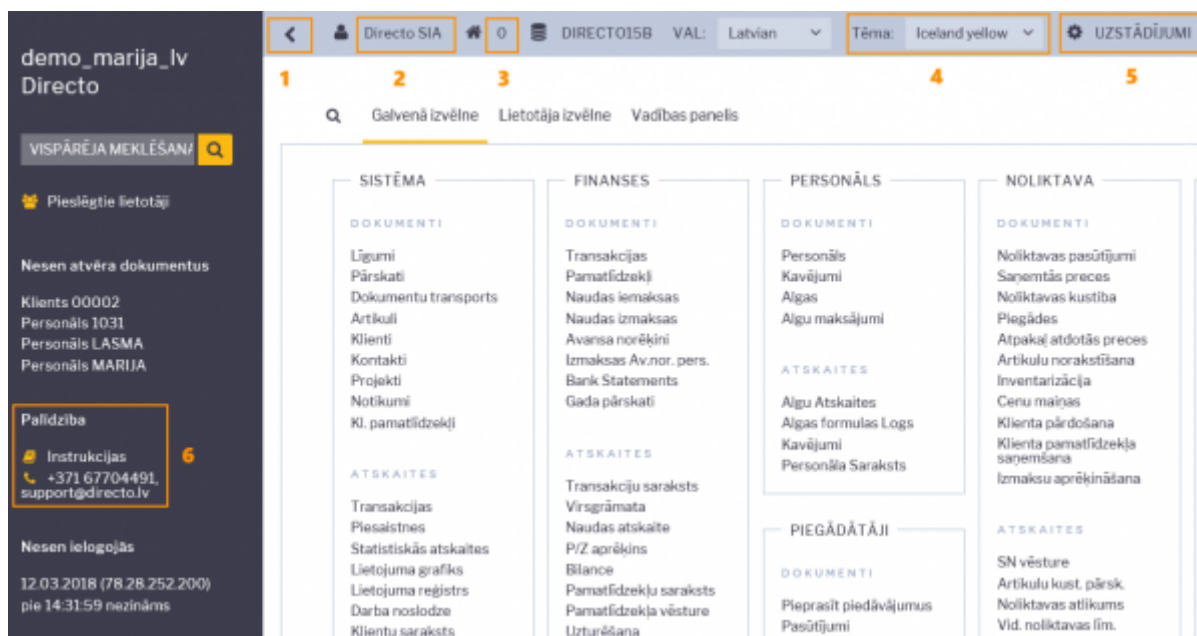 demo_marija_lv
Directo
VISPĀRĒJA MEKLĒŠANA
Pieslēgtie lietotāji
Nesen atvēra dokumentus
Klients 00002
Personāls 1031
Personāls LASMA
Personāls MARIJA
Palīdzība
Instrukcijas
+371 67704491,
support@directo.lv
6
Nesen ielogojās
12.03.2018 (78.28.252.200)
pie 14:31:59 nezināms
Directo SIA 0 DIRECTO15B VAL: Latvian Tēma: Iceland yellow UZSTĀDĪJUMI
1 2 3 4 5
Galvenā izvēlne Lietotāja izvēlne Vadības panelis
SISTĒMA
DOKUMENTI
Līgumi
Pārskati
Dokumentu transports
Artikuli
Klienti
Kontakti
Projekti
Notikumi
Kl. pamatlīdzekļi
ATSKAITES
Transakcijas
Piesaistnes
Statistiskās atskaites
Lietojuma grafiks
Lietojuma reģistrs
Darba noslodze
Klientu saraksts
FINANSES
DOKUMENTI
Transakcijas
Pamatlīdzekļi
Naudas iemaksas
Naudas izmaksas
Avansa norēķini
Izmaksas Av.nor. pers.
Bank Statements
Gada pārskati
ATSKAITES
Transakciju saraksts
Virsgrāmata
Naudas atskaite
P/Z aprēķins
Bilance
Pamatlīdzekļu saraksts
Pamatlīdzekļa vēsture
Uzturēšana
PERSONĀLS
DOKUMENTI
Personāls
Kavējumi
Algas
Algu maksājumi
ATSKAITES
Algu Atskaites
Algas formulas Logs
Kavējumi
Personāla Saraksts
PIEGĀDĀTĀJI
DOKUMENTI
Pieprasīt piedāvājumus
Pasūtījumi
NOLIKTAVA
DOKUMENTI
Noliktavas pasūtījumi
Saņemtās preces
Noliktavas kustība
Piegādes
Atpakaļ atdotās preces
Artikulu norakstīšana
Inventarizācija
Cenu maiņas
Klienta pārdošana
Klienta pamatlīdzekļa
saņemšana
Izmaksu aprēķināšana
ATSKAITES
SN vēsture
Artikulu kust. pārsk.
Noliktavas atlikums
Vid. noliktavas līm.